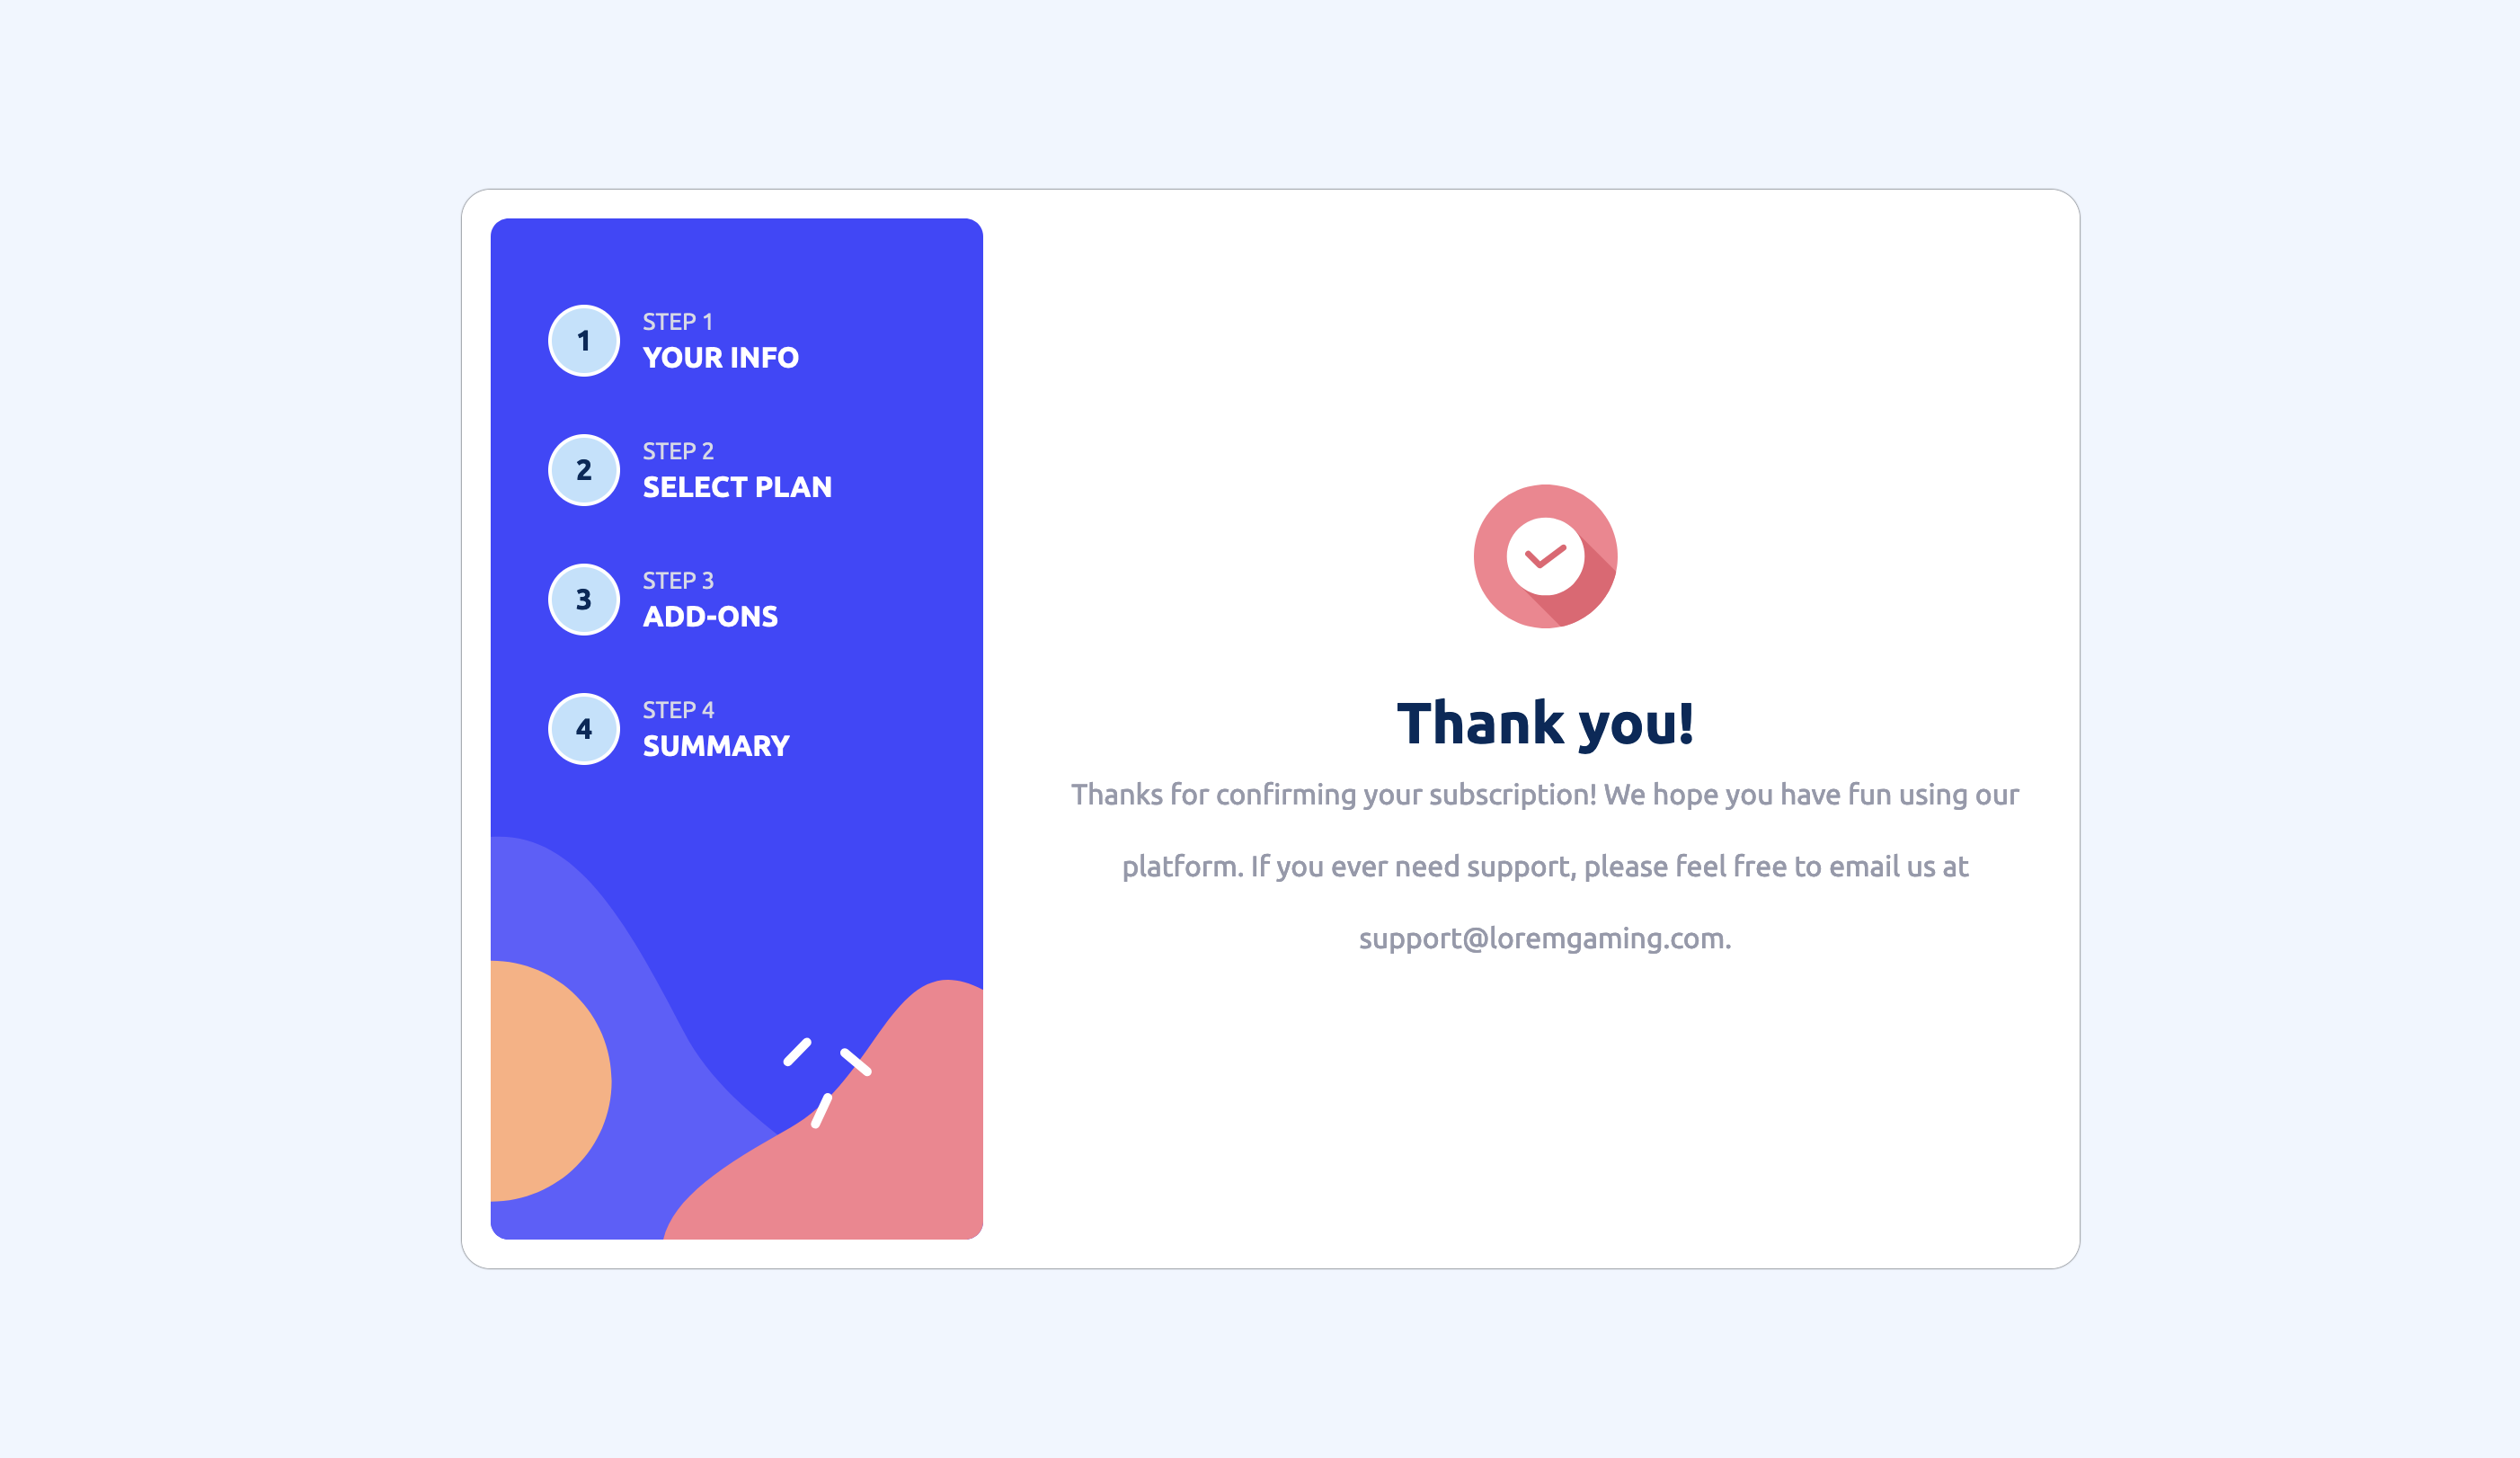 1
STEP 1
YOUR INFO
2
STEP 2
SELECT PLAN
3
STEP 3
ADD-ONS
4
STEP 4
SUMMARY
Thank you!
Thanks for confirming your subscription! We hope you have fun using our
platform. If you ever need support, please feel free to email us at
support@loremgaming.com.